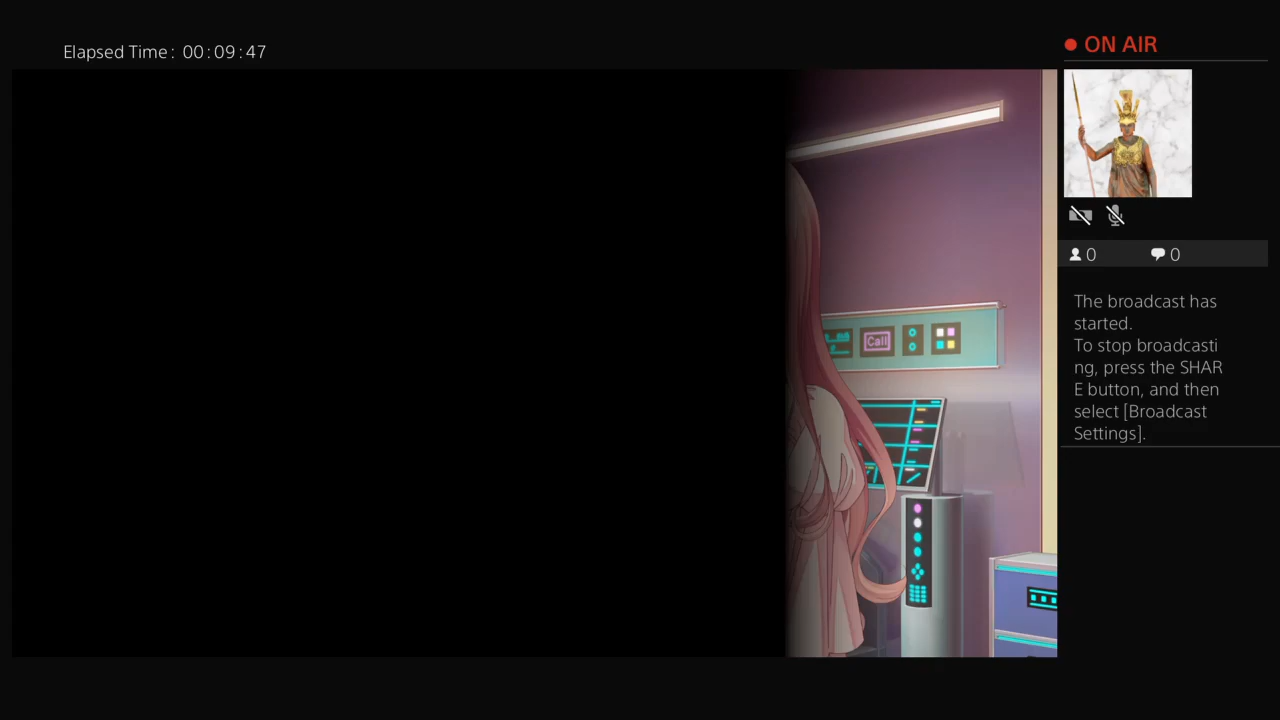 Elapsed Time: 00:09:47
ON AIR
0
0
The broadcast has
started.
To stop broadcasti
ng, press the SHAR
E button, and then
select [Broadcast
Settings].
Call